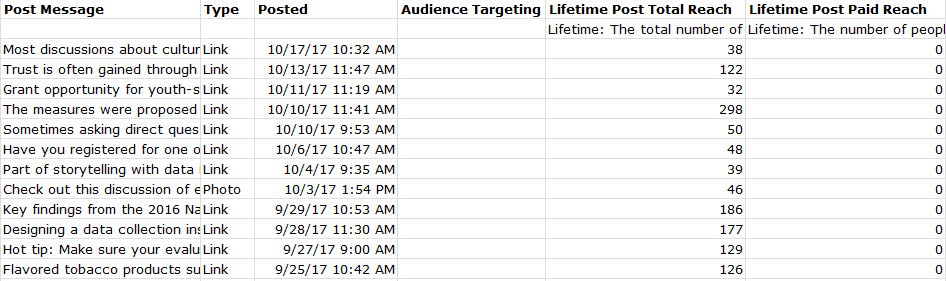 Post Message Type Posted Audience Targeting Lifetime Post Total Reach Lifetime Post Paid Reach
Lifetime: The total number of Lifetime: The number of peopl
Most discussions about cultur Link 10/17/17 10:32 AM 38 0
Trust is often gained through Link 10/13/17 11:47 AM 122 0
Grant opportunity for youth-s Link 10/11/17 11:19 AM 32 0
The measures were proposed Link 10/10/17 11:41 AM 298 0
Sometimes asking direct ques Link 10/10/17 9:53 AM 50 0
Have you registered for one o Link 10/6/17 10:47 AM 48 0
Part of storytelling with data Link 10/4/17 9:35 AM 39 0
Check out this discussion of e Photo 10/3/17 1:54 PM 46 0
Key findings from the 2016 Na Link 9/29/17 10:53 AM 186 0
Designing a data collection ins Link 9/28/17 11:30 AM 177 0
Hot tip: Make sure your evalu Link 9/27/17 9:00 AM 129 0
Flavored tobacco products su Link 9/25/17 10:42 AM 126 0